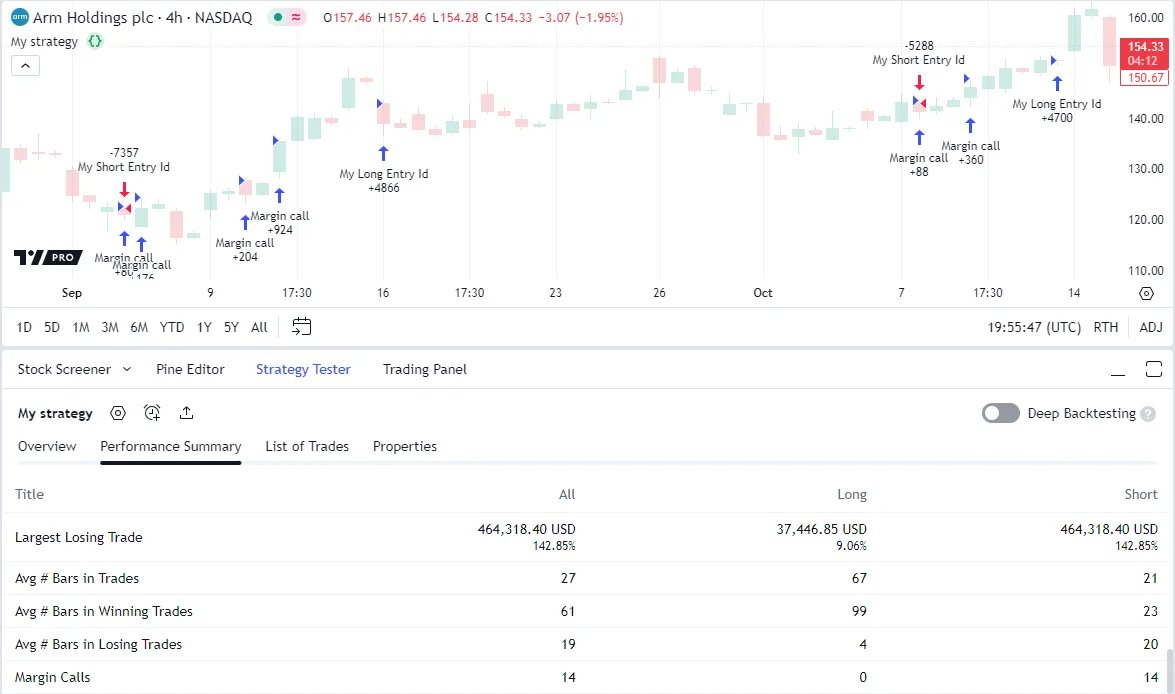 arm Arm Holdings plc · 4h · NASDAQ O157.46 H157.46 L154.28 C154.33 −3.07 (−1.95%)
My strategy {}
160.00
154.33
04:12
150.67
140.00
130.00
120.00
110.00
-7357
My Short Entry Id
Margin call
+80
Margin call
+176
Margin call
+204
Margin call
+924
My Long Entry Id
+4866
-5288
My Short Entry Id
Margin call
+88
Margin call
+360
My Long Entry Id
+4700
PRO
Sep 9 17:30 16 17:30 23 26 Oct 7 17:30 14
1D 5D 1M 3M 6M YTD 1Y 5Y All 19:55:47 (UTC) RTH ADJ
Stock Screener Pine Editor Strategy Tester Trading Panel
My strategy Deep Backtesting ?
Overview Performance Summary List of Trades Properties
Title All Long Short
Largest Losing Trade 464,318.40 USD 37,446.85 USD 464,318.40 USD
142.85% 9.06% 142.85%
Avg # Bars in Trades 27 67 21
Avg # Bars in Winning Trades 61 99 23
Avg # Bars in Losing Trades 19 4 20
Margin Calls 14 0 14